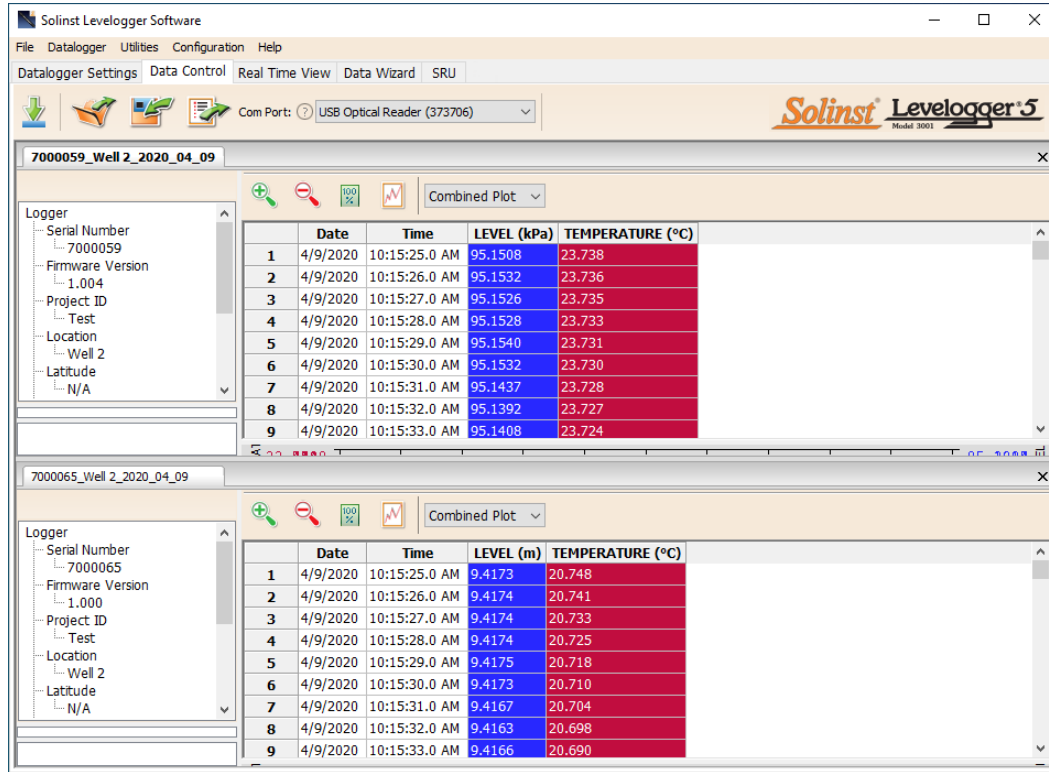 Solinst Levelogger Software
File Datalogger Utilities Configuration Help
Datalogger Settings Data Control Real Time View Data Wizard SRU
Com Port: ? USB Optical Reader (373706)
Solinst® Levelogger® 5
Model 3001
7000059_Well 2_2020_04_09
100 %
Combined Plot
Logger
Serial Number
7000059
Firmware Version
1.004
Project ID
Test
Location
Well 2
Latitude
N/A
Date Time LEVEL (kPa) TEMPERATURE (°C)
1 4/9/2020 10:15:25.0 AM 95.1508 23.738
2 4/9/2020 10:15:26.0 AM 95.1532 23.736
3 4/9/2020 10:15:27.0 AM 95.1526 23.735
4 4/9/2020 10:15:28.0 AM 95.1528 23.733
5 4/9/2020 10:15:29.0 AM 95.1540 23.731
6 4/9/2020 10:15:30.0 AM 95.1532 23.730
7 4/9/2020 10:15:31.0 AM 95.1437 23.728
8 4/9/2020 10:15:32.0 AM 95.1392 23.727
9 4/9/2020 10:15:33.0 AM 95.1408 23.724
7000065_Well 2_2020_04_09
100 %
Combined Plot
Logger
Serial Number
7000065
Firmware Version
1.000
Project ID
Test
Location
Well 2
Latitude
N/A
Date Time LEVEL (m) TEMPERATURE (°C)
1 4/9/2020 10:15:25.0 AM 9.4173 20.748
2 4/9/2020 10:15:26.0 AM 9.4174 20.741
3 4/9/2020 10:15:27.0 AM 9.4174 20.733
4 4/9/2020 10:15:28.0 AM 9.4174 20.725
5 4/9/2020 10:15:29.0 AM 9.4175 20.718
6 4/9/2020 10:15:30.0 AM 9.4173 20.710
7 4/9/2020 10:15:31.0 AM 9.4167 20.704
8 4/9/2020 10:15:32.0 AM 9.4163 20.698
9 4/9/2020 10:15:33.0 AM 9.4166 20.690